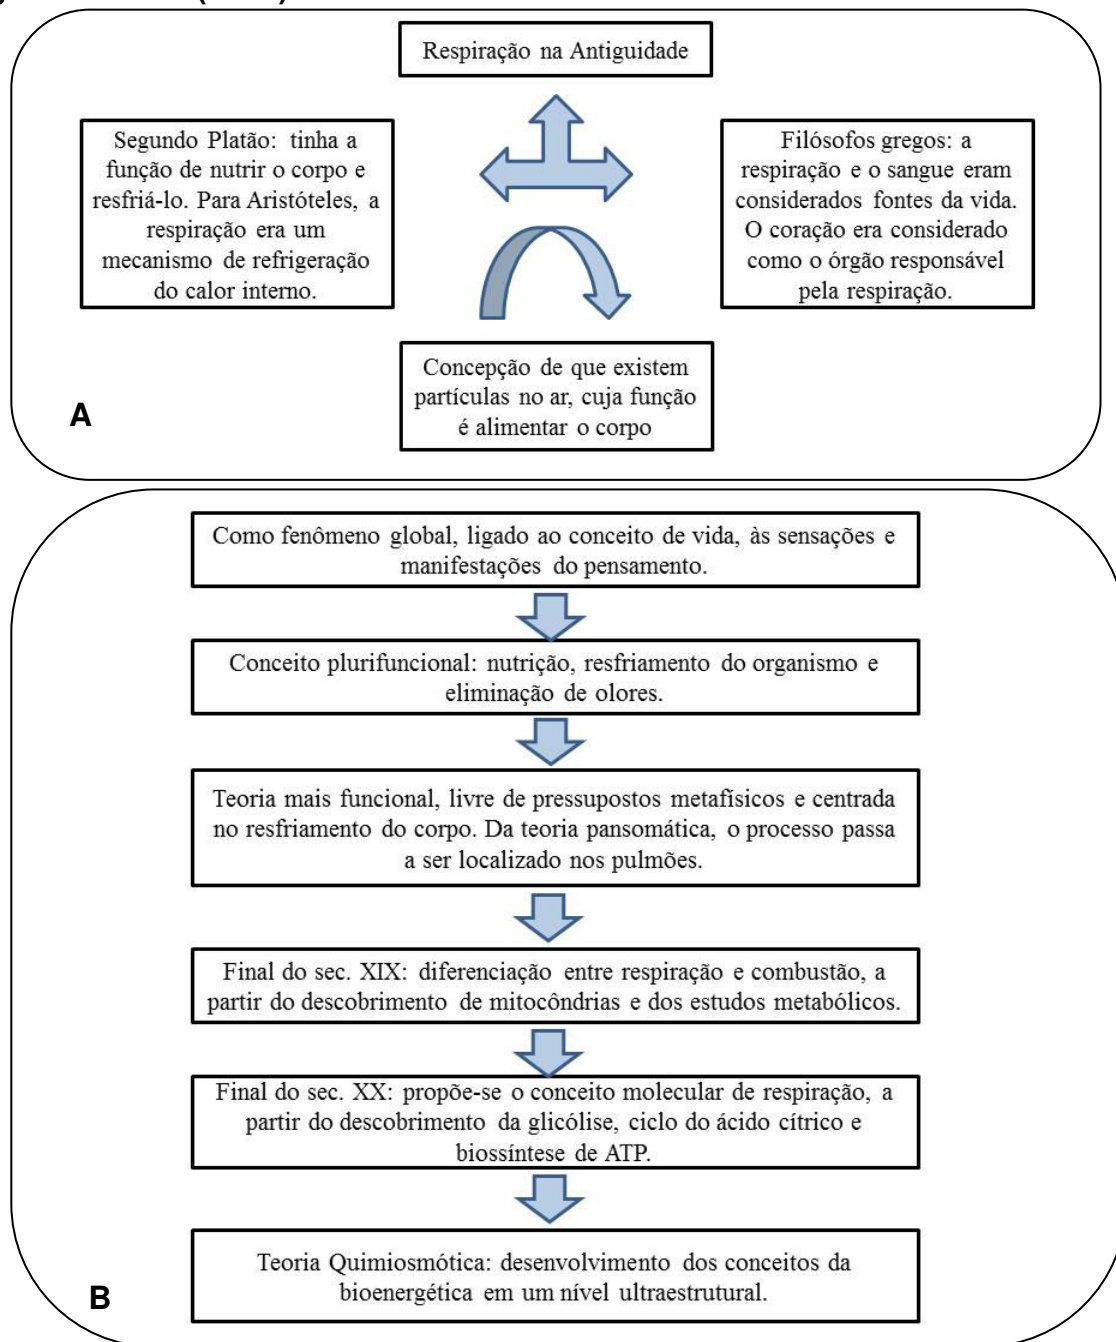 Respiração na Antiguidade
Segundo Platão: tinha a
função de nutrir o corpo e
resfriá-lo. Para Aristóteles, a
respiração era um
mecanismo de refrigeração
do calor interno.
Filósofos gregos: a
respiração e o sangue eram
considerados fontes da vida.
O coração era considerado
como o órgão responsável
pela respiração.
Concepção de que existem
partículas no ar, cuja função
é alimentar o corpo
A
Como fenômeno global, ligado ao conceito de vida, às sensações e
manifestações do pensamento.
Conceito plurifuncional: nutrição, resfriamento do organismo e
eliminação de olores.
Teoria mais funcional, livre de pressupostos metafísicos e centrada
no resfriamento do corpo. Da teoria pansomática, o processo passa
a ser localizado nos pulmões.
Final do sec. XIX: diferenciação entre respiração e combustão, a
partir do descobrimento de mitocôndrias e dos estudos metabólicos.
Final do sec. XX: propõe-se o conceito molecular de respiração, a
partir do descobrimento da glicólise, ciclo do ácido cítrico e
biossíntese de ATP.
Teoria Quimiosmótica: desenvolvimento dos conceitos da
bioenergética em um nível ultraestrutural.
B